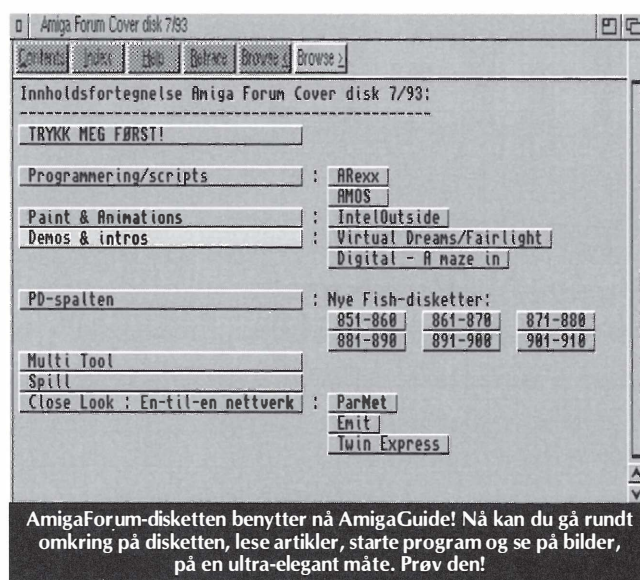 Amiga Forum Cover disk 7/93
Contents Index Help Retrace Browse < Browse >
Innholdsfortegnelse Amiga Forum Cover disk 7/93:
TRYKK MEG FØRST!
Programmering/scripts : ARexx
AMOS
Paint & Animations : IntelOutside
Demos & intros : Virtual Dreams/Fairlight
Digital - A maze in
PD-spalten : Nye Fish-disketter:
851-860 861-870 871-880
881-890 891-900 901-910
Multi Tool
Spill
Close Look : En-til-en nettverk : ParNet
Emit
Twin Express
AmigaForum-disketten benytter nå AmigaGuide! Nå kan du gå rundt
omkring på disketten, lese artikler, starte program og se på bilder,
på en ultra-elegant måte. Prøv den!